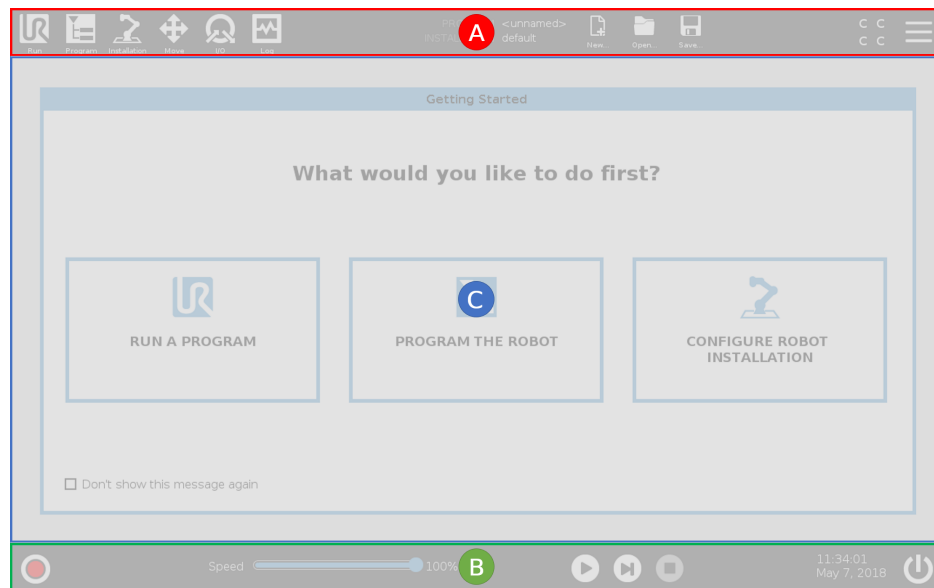 PR <unnamed>
INSTA default
A
C C
C C
Run Program Installation Move I/O Log New... Open... Save...
Getting Started
What would you like to do first?
C
RUN A PROGRAM
PROGRAM THE ROBOT
CONFIGURE ROBOT
INSTALLATION
Don't show this message again
Speed 100%
B
11:34:01
May 7, 2018